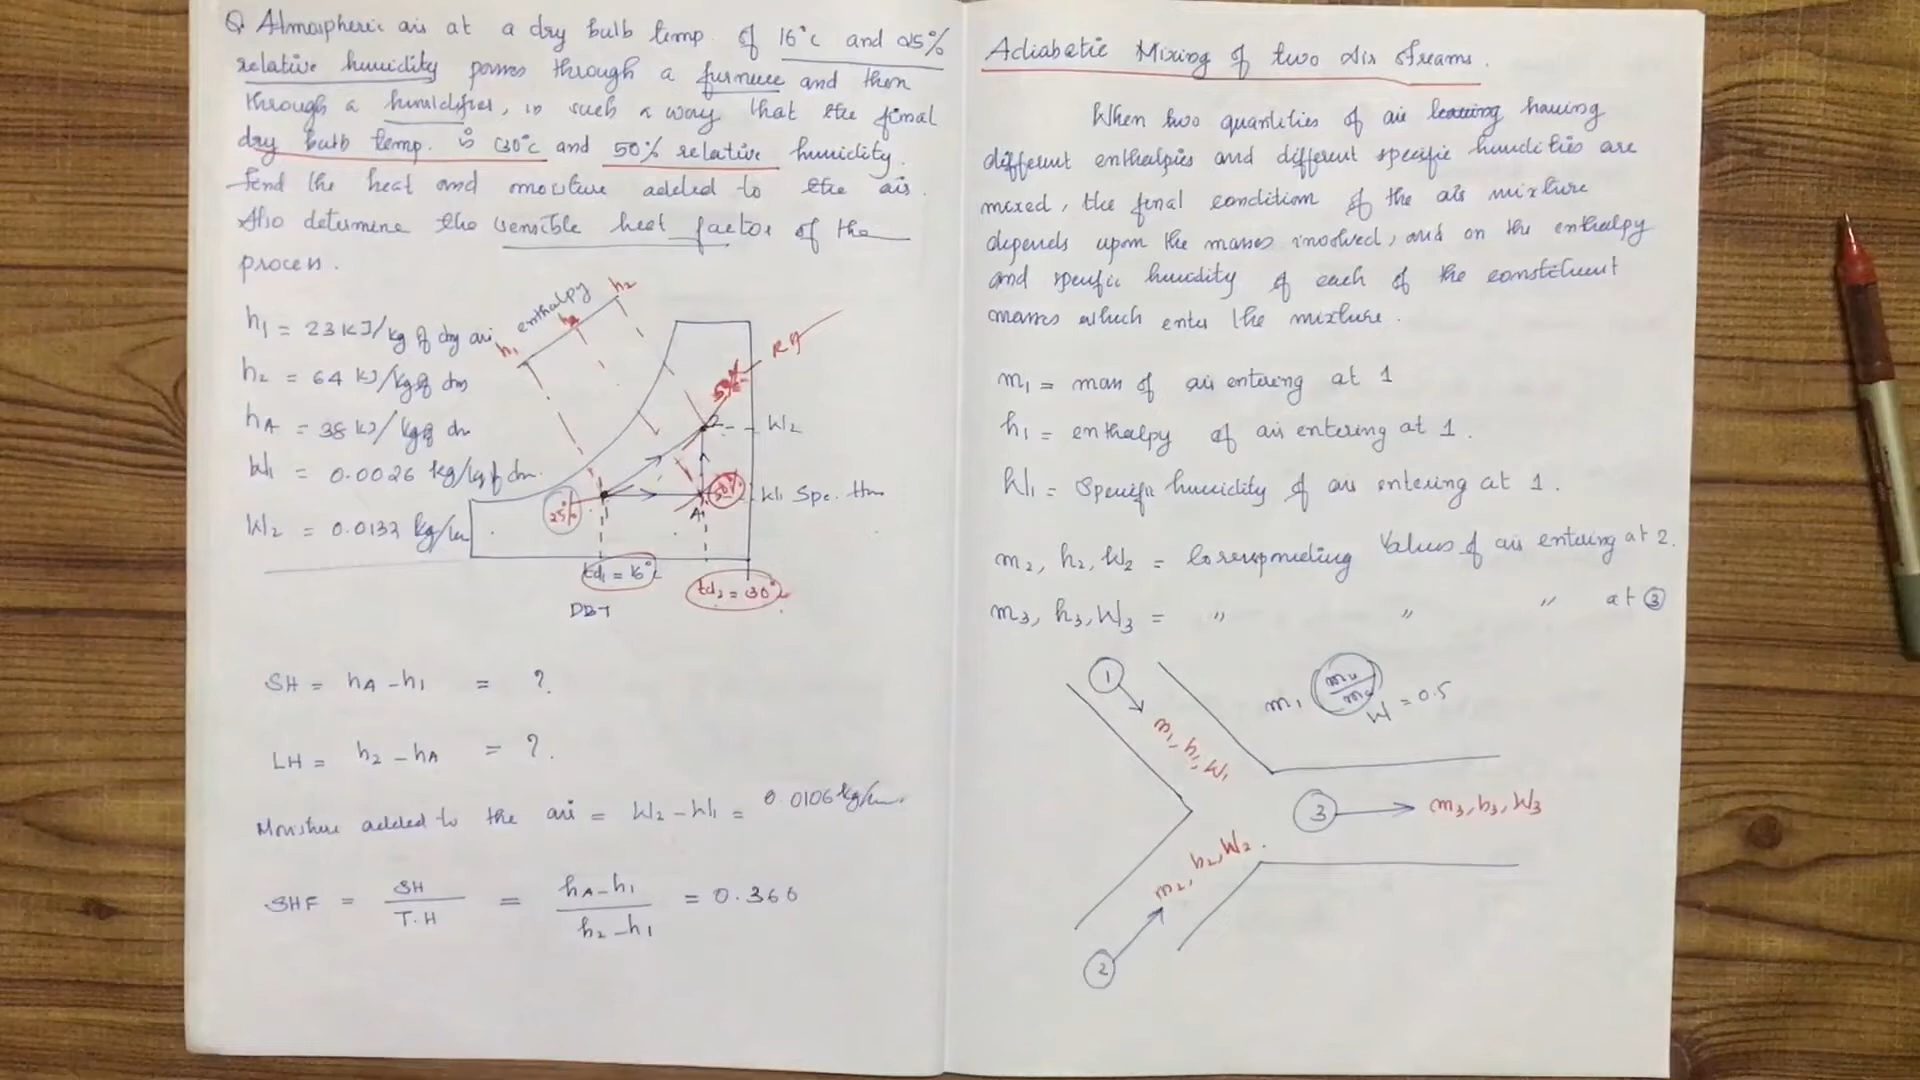 Q. Atmospheric air at a dry bulb temp of 16°c and 25%
relative humidity passes through a furnace and then
through a humidifier, in such a way that the final
dry bulb temp. is 30°c and 50% relative humidity.
find the heat and moisture added to the air.
Also determine the sensible heat factor of the
process.
h1 = 23 KJ/kg of dry air
h2 = 64 KJ/kg of dm
hA = 38 KJ/kg of dm
W1 = 0.0026 kg/kg of dm.
W2 = 0.0132 kg/
enthalpy
h1
hA
h2
50%
RH
2
W2
25%
1
A
50%
W1 Spe. Hum
td1 = 16°c
td2 = 30°c
DBT
SH = hA - h1 = ?
LH = h2 - hA = ?
Moisture added to the air = W2 - W1 = 0.0106 kg/
SHF = SH / T.H = hA - h1 / h2 - h1 = 0.366
Adiabatic Mixing of two air streams.
When two quantities of air having
different enthalpies and different specific humidities are
mixed, the final condition of the air mixture
depends upon the masses involved, and on the enthalpy
and specific humidity of each of the constituent
masses which enter the mixture.
m1 = mass of air entering at 1
h1 = enthalpy of air entering at 1.
W1 = Specific humidity of air entering at 1.
m2, h2, W2 = Corresponding Values of air entering at 2.
m3, h3, W3 = " " " at 3
1
m1, h1, W1
m1
W = 0.5
3
m3, h3, W3
m2, h2, W2.
2